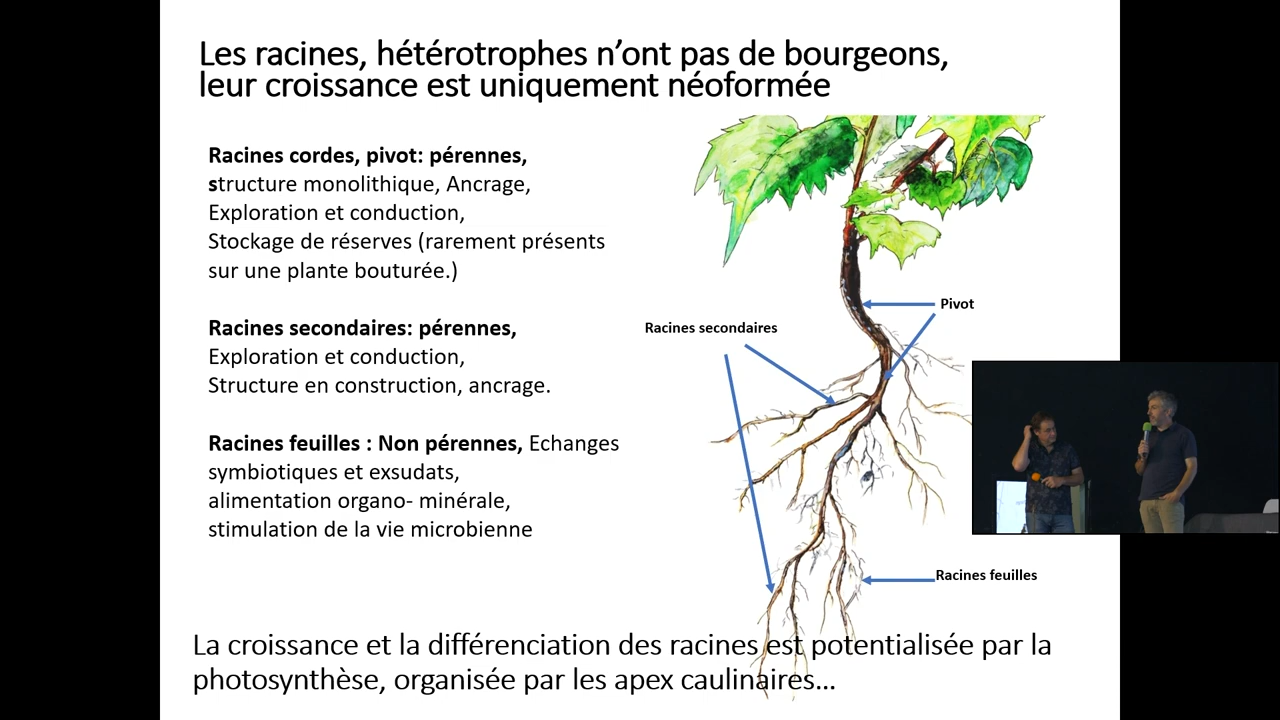 Les racines, hétérotrophes n’ont pas de bourgeons,
leur croissance est uniquement néoformée
Racines cordes, pivot: pérennes,
structure monolithique, Ancrage,
Exploration et conduction,
Stockage de réserves (rarement présents
sur une plante bouturée.)
Racines secondaires: pérennes,
Exploration et conduction,
Structure en construction, ancrage.
Racines feuilles : Non pérennes, Echanges
symbiotiques et exsudats,
alimentation organo- minérale,
stimulation de la vie microbienne
Pivot
Racines secondaires
Racines feuilles
La croissance et la différenciation des racines est potentialisée par la
photosynthèse, organisée par les apex caulinaires…